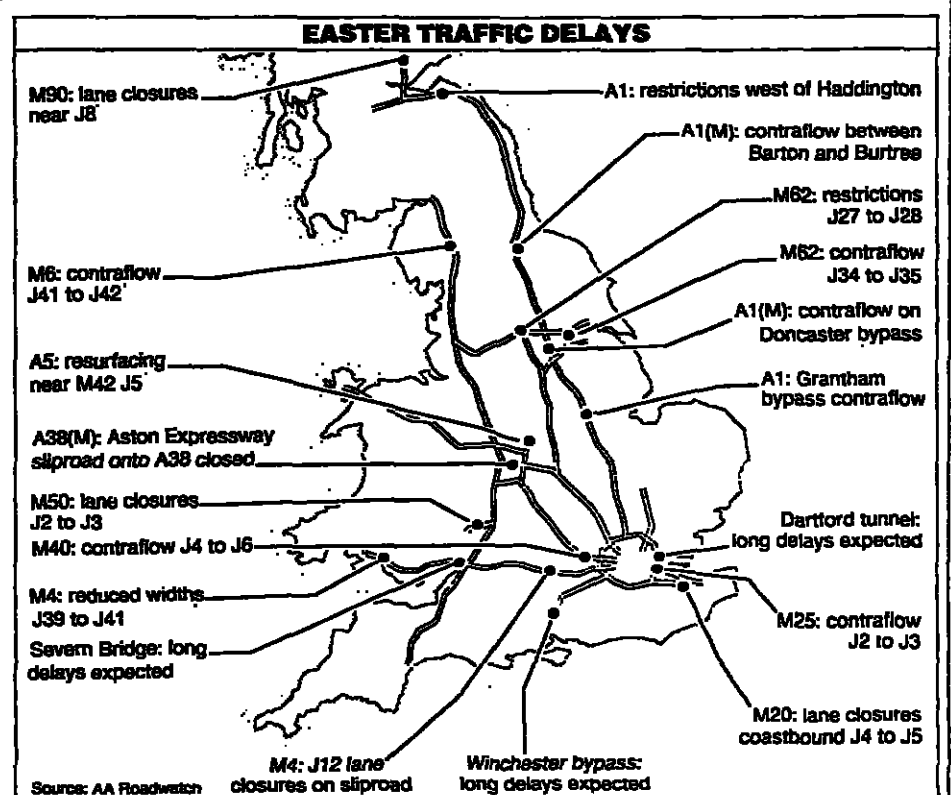 EASTER TRAFFIC DELAYS
M90: lane closures
near J8
A1: restrictions west of Haddington
A1(M): contraflow between
Barton and Burtree
M62: restrictions
J27 to J28
M6: contraflow
J41 to J42
M62: contraflow
J34 to J35
A1(M): contraflow on
Doncaster bypass
A5: resurfacing
near M42 J5
A1: Grantham
bypass contraflow
A38(M): Aston Expressway
sliproad onto A38 closed
M50: lane closures
J2 to J3
M40: contraflow J4 to J6
Dartford tunnel:
long delays expected
M4: reduced widths
J39 to J41
M25: contraflow
J2 to J3
Severn Bridge: long
delays expected
M20: lane closures
coastbound J4 to J5
M4: J12 lane
closures on sliproad
Winchester bypass:
long delays expected
Source: AA Roadwatch